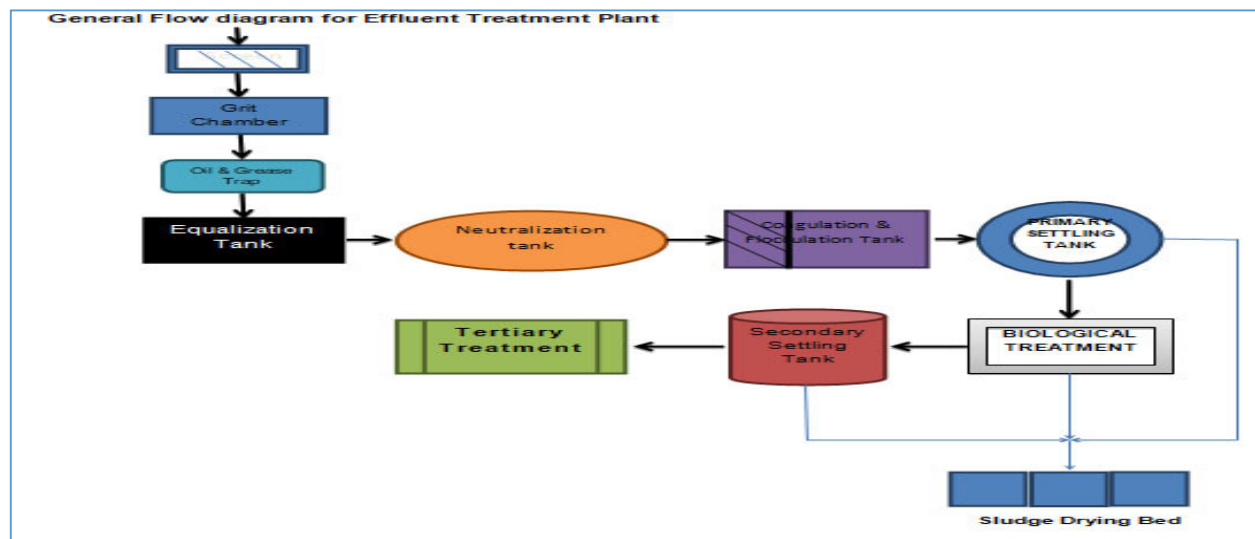 General Flow diagram for Effluent Treatment Plant
Grit
Chamber
Oil & Grease
Trap
Equalization
Tank
Neutralization
tank
Coagulation &
Flocculation Tank
PRIMARY
SETTLING
TANK
Tertiary
Treatment
Secondary
Settling
Tank
BIOLOGICAL
TREATMENT
Sludge Drying Bed